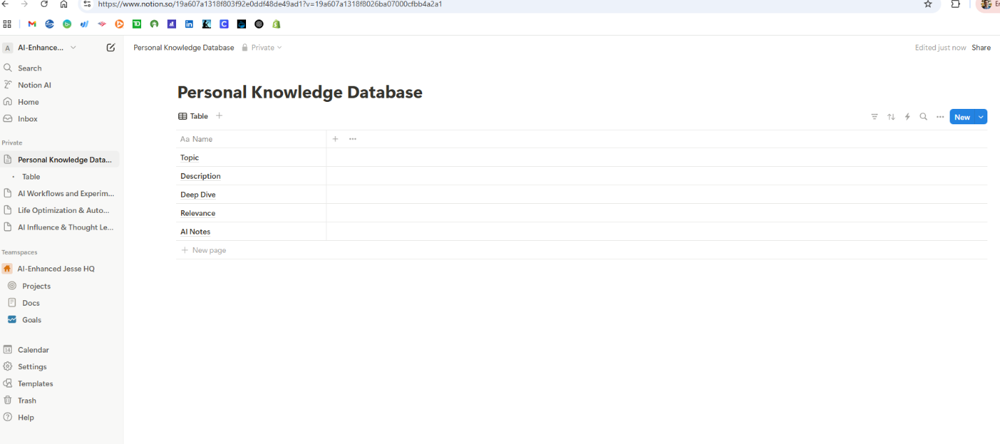 https://www.notion.so/19a607a1318f803f92e0ddf48de49ad1?v=19a607a1318f8026ba07000cfbb4a2a1
A AI-Enhance...
Search
Notion AI
Home
Inbox
Private
Personal Knowledge Data...
Table
AI Workflows and Experim...
Life Optimization & Auto...
AI Influence & Thought Le...
Teamspaces
AI-Enhanced Jesse HQ
Projects
Docs
Goals
14 Calendar
Settings
Templates
Trash
Help
Personal Knowledge Database Private
Edited just now Share
Personal Knowledge Database
Table
New
Aa Name
Topic
Description
Deep Dive
Relevance
AI Notes
New page